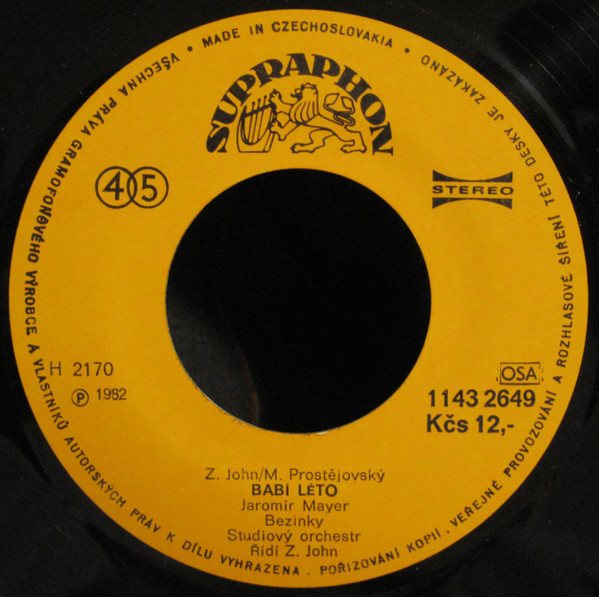 VŠECHNA PRÁVA GRAMOFONOVÉHO VÝROBCE A VLASTNÍKŮ AUTORSKÝCH PRÁV K DÍLU VYHRAZENA. POŘIZOVÁNÍ KOPIÍ, VEŘEJNÉ PROVOZOVÁNÍ A ROZHLASOVÉ ŠÍŘENÍ TÉTO DESKY JE ZAKÁZÁNO
• MADE IN CZECHOSLOVAKIA •
SUPRAPHON
45
STEREO
H 2170
Ⓟ 1982
OSA
1143 2649
Kčs 12,-
Z. John/M. Prostějovský
BABÍ LÉTO
Jaromír Mayer
Bezinky
Studiový orchestr
Řídí Z. John